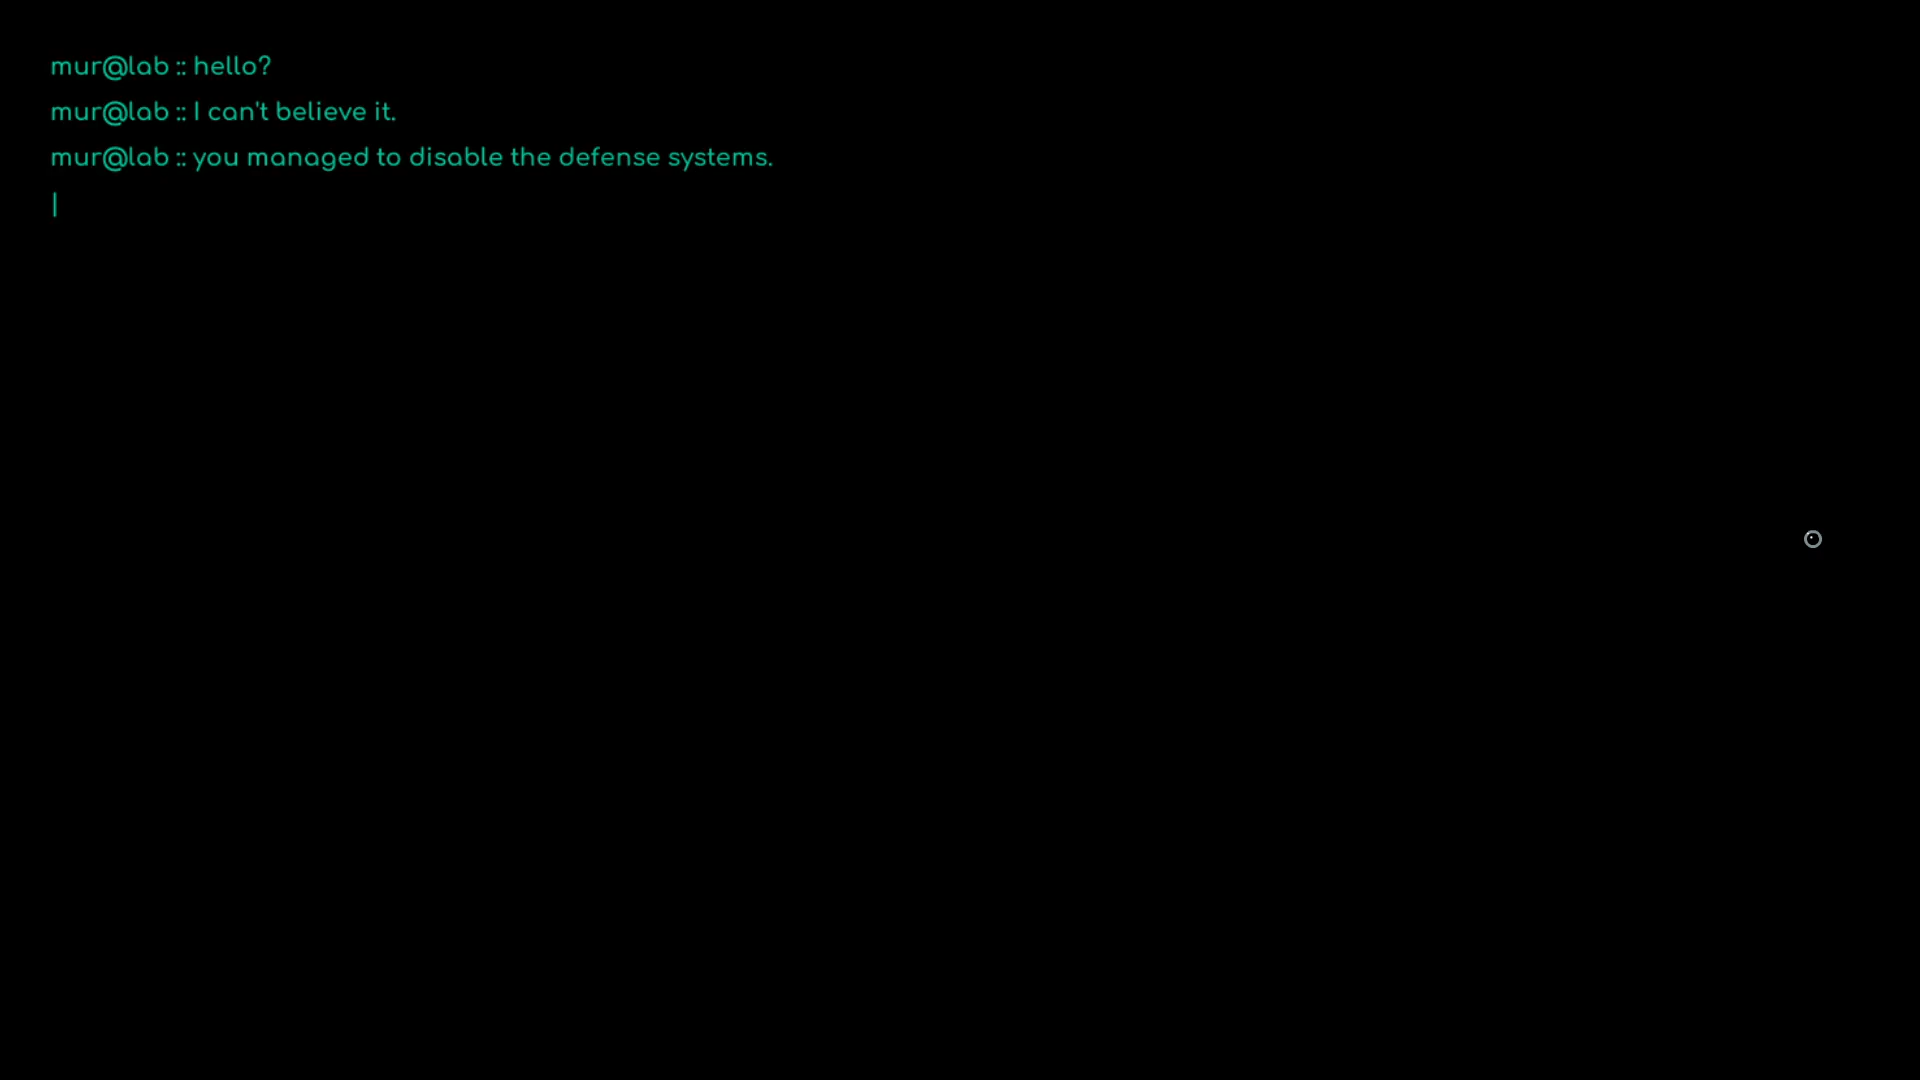 mur@lab :: hello?
mur@lab :: I can't believe it.
mur@lab :: you managed to disable the defense systems.